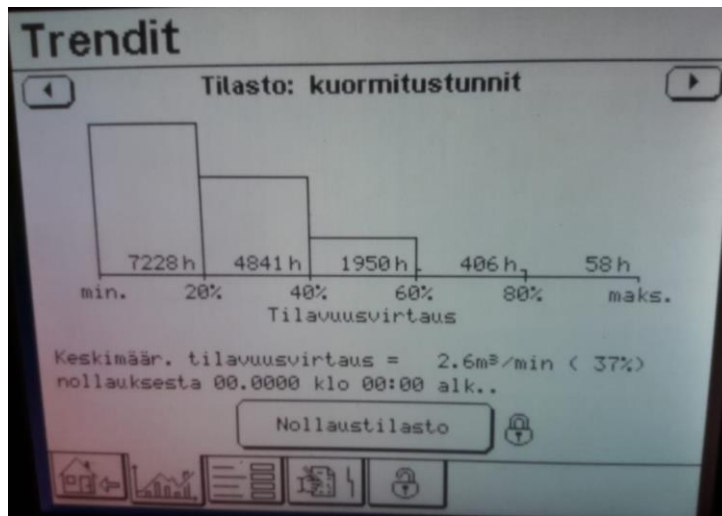 Trendit
Tilasto: kuormitustunnit
7228 h 4841 h 1950 h 406 h 58 h
min. 20% 40% 60% 80% maks.
Tilavuusvirtaus
Keskimäär. tilavuusvirtaus = 2.6m³/min ( 37%)
nollauksesta 00.0000 klo 00:00 alk..
Nollaustilasto